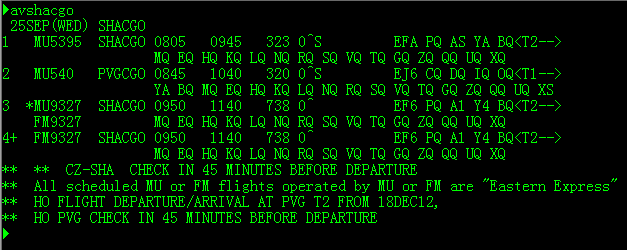 ▶avshacgo
25SEP(WED) SHACGO
1 MU5395 SHACGO 0805 0945 323 0^S EFA PQ AS YA BQ<T2-->
MQ EQ HQ KQ LQ NQ RQ SQ VQ TQ GQ ZQ QQ UQ XQ
2 MU540 PVGCGO 0845 1040 320 0^S EJ6 CQ DQ IQ OQ<T1-->
YA BQ MQ EQ HQ KQ LQ NQ RQ SQ VQ TQ GQ ZQ QQ UQ XS
3 *MU9327 SHACGO 0950 1140 738 0^ EF6 PQ A1 Y4 BQ<T2-->
FM9327 MQ EQ HQ KQ LQ NQ RQ SQ VQ TQ GQ ZQ QQ UQ XQ
4+ FM9327 SHACGO 0950 1140 738 0^ EF6 PQ A1 Y4 BQ<T2-->
MQ EQ HQ KQ LQ NQ RQ SQ VQ TQ GQ ZQ QQ UQ XQ
** ** CZ-SHA CHECK IN 45 MINUTES BEFORE DEPARTURE
** All scheduled MU or FM flights operated by MU or FM are "Eastern Express"
** HO FLIGHT DEPARTURE/ARRIVAL AT PVG T2 FROM 18DEC12,
** HO PVG CHECK IN 45 MINUTES BEFORE DEPARTURE
▶